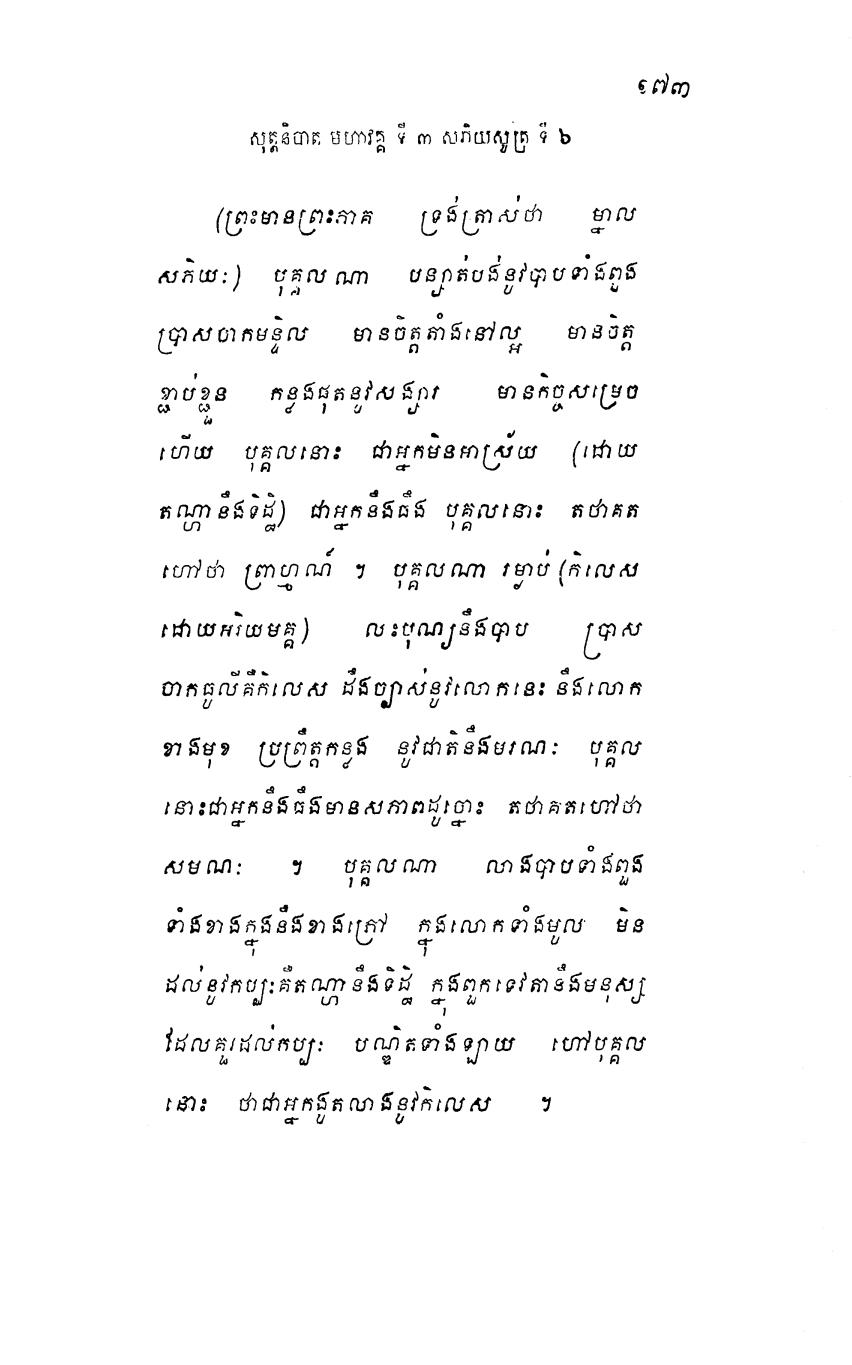 ១៧៣
សុត្តនិបាត មហាវគ្គ ទី ៣ សភិយសូត្រ ទី ៦
(ព្រះមានព្រះភាគ ទ្រង់ត្រាស់ថា ម្នាល
សភិយៈ) បុគ្គលណា បន្សាត់បង់នូវបាបទាំងពួង
ប្រាសចាកមន្ទិល មានចិត្តតាំងនៅល្អ មានចិត្ត
ខ្ជាប់ខ្ជួន កន្លងផុតនូវសង្សារ មានកិច្ចសម្រេច
ហើយ បុគ្គលនោះ ជាអ្នកមិនអាស្រ័យ (ដោយ
តណ្ហានឹងទិដ្ឋិ) ជាអ្នកនឹងធឹង បុគ្គលនោះ តថាគត
ហៅថា ព្រាហ្មណ៍ ។ បុគ្គលណា រម្ងាប់ (កិលេស
ដោយអរិយមគ្គ) លះបុណ្យនឹងបាប ប្រាស
ចាកធូលីគឺកិលេស ដឹងច្បាស់នូវលោកនេះ នឹងលោក
ខាងមុខ ប្រព្រឹត្តកន្លង នូវជាតិនឹងមរណៈ បុគ្គល
នោះជាអ្នកនឹងធឹងមានសភាពដូច្នោះ តថាគតហៅថា
សមណៈ ។ បុគ្គលណា លាងបាបទាំងពួង
ទាំងខាងក្នុងនឹងខាងក្រៅ ក្នុងលោកទាំងមូល មិន
ដល់នូវកប្បៈគឺតណ្ហានឹងទិដ្ឋិ ក្នុងពួកទេវតានឹងមនុស្ស
ដែលគួរដល់កប្បៈ បណ្ឌិតទាំងឡាយ ហៅបុគ្គល
នោះ ថាជាអ្នកងូតលាងនូវកិលេស ។